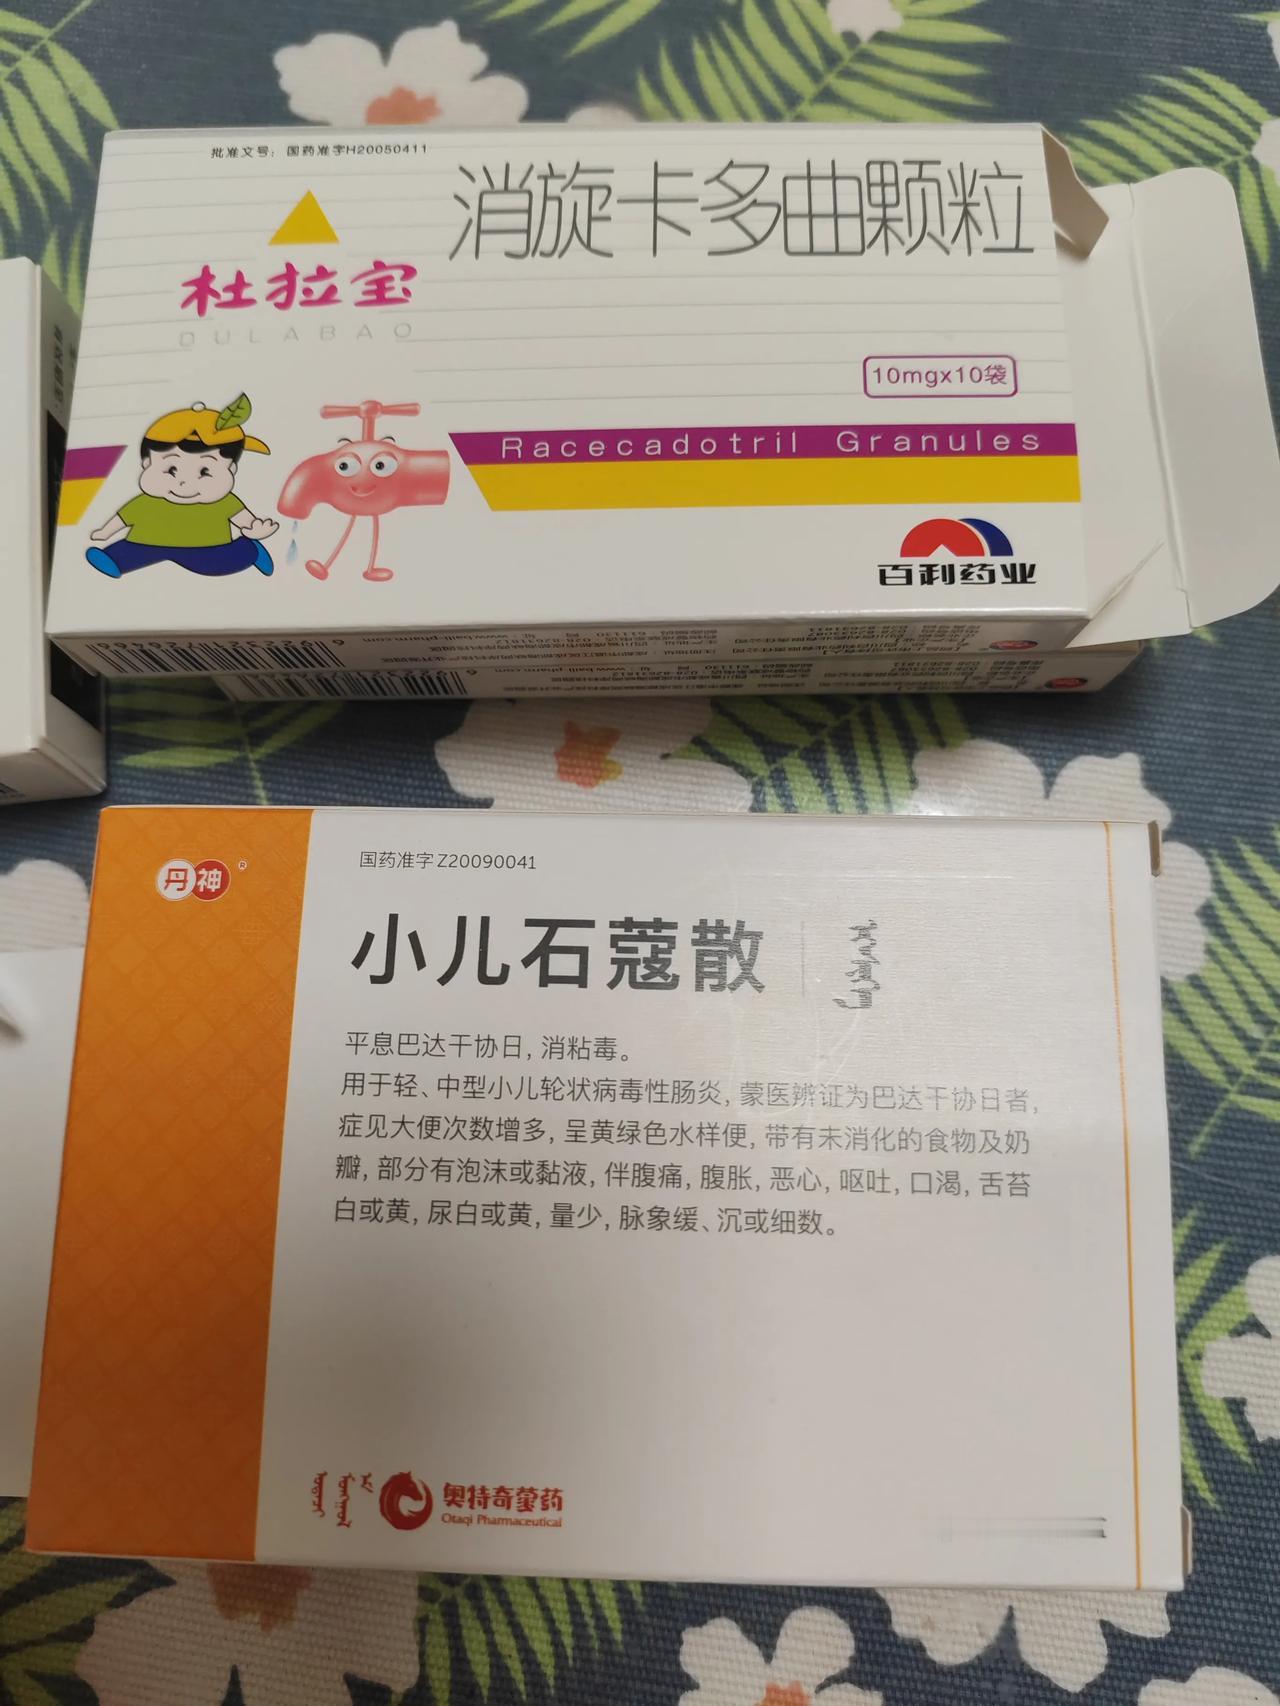 批准文号：国药准字H20050411
消旋卡多曲颗粒
杜拉宝
DULABAO
10mgx10袋
Racecadotril Granules
百利药业
丹神®
国药准字Z20090041
小儿石蔻散
平息巴达干协日，消粘毒。
用于轻、中型小儿轮状病毒性肠炎，蒙医辨证为巴达干协日者，
症见大便次数增多，呈黄绿色水样便，带有未消化的食物及奶
瓣，部分有泡沫或黏液，伴腹痛，腹胀，恶心，呕吐，口渴，舌苔
白或黄，尿白或黄，量少，脉象缓、沉或细数。
奥特奇蒙药
Otaqi Pharmaceutical